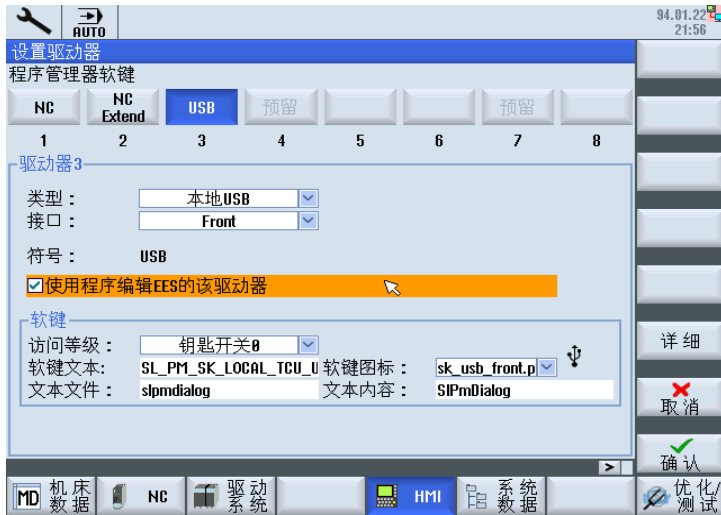 94.01.22
AUTO
21:56
设置驱动器
程序管理器软键
NC
NC Extend
USB
预留
预留
1 2 3 4 5 6 7 8
驱动器3
类型： 本地USB
接口： Front
符号： USB
使用程序编辑EES的该驱动器
软键
访问等级： 钥匙开关0
软键文本: SL_PM_SK_LOCAL_TCU_U 软键图标： sk_usb_front.p
文本文件： slpmdialog 文本内容： SlPmDialog
详细
取消
确认
>
MD 机床数据
NC
驱动系统
HMI
系统数据
优化/测试